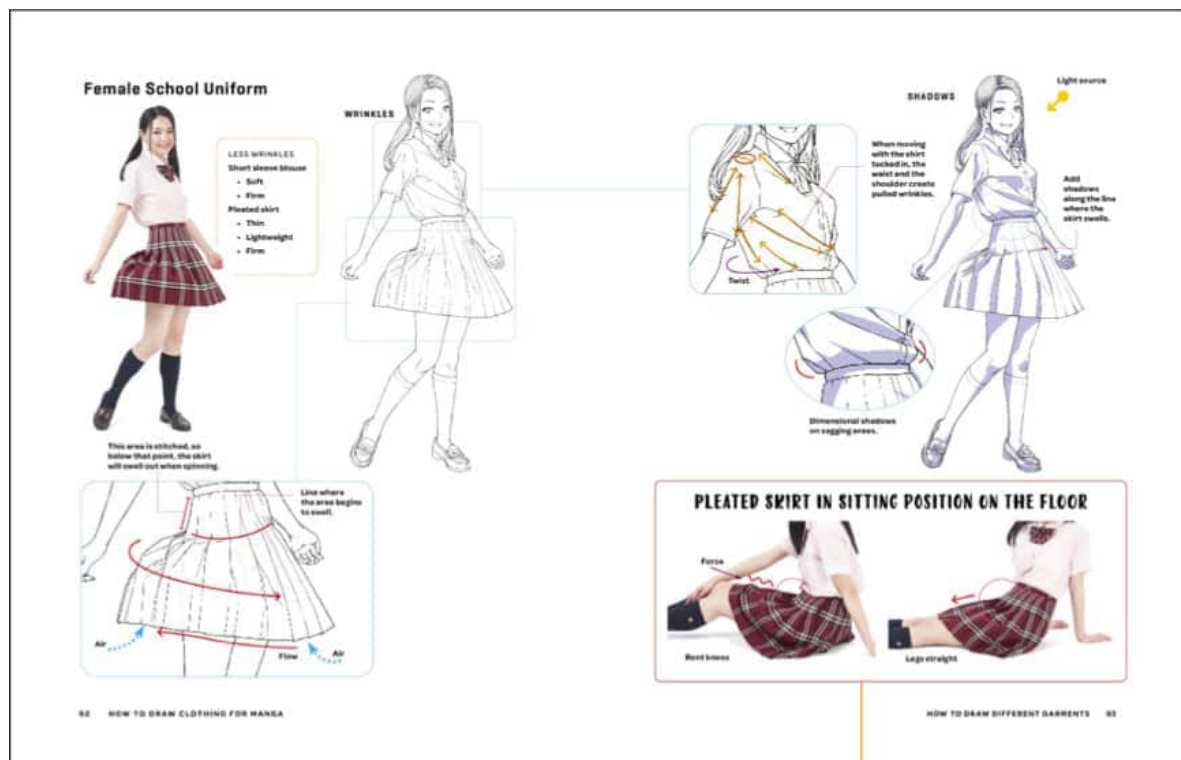 Female School Uniform
WRINKLES
LESS WRINKLES
Short sleeve blouse
• Soft
• Firm
Pleated skirt
• Thin
• Lightweight
• Firm
This area is stitched, so
below that point, the skirt
will swell out when spinning.
Line where
the area begins
to swell.
Air
Flow
Air
92 HOW TO DRAW CLOTHING FOR MANGA
SHADOWS
Light source
When moving
with the shirt
tucked in, the
waist and the
shoulder create
pulled wrinkles.
Add
shadows
along the line
where the
skirt swells.
Twist
Dimensional shadows
on sagging areas.
PLEATED SKIRT IN SITTING POSITION ON THE FLOOR
Force
Bent knees
Legs straight
HOW TO DRAW DIFFERENT GARMENTS 93